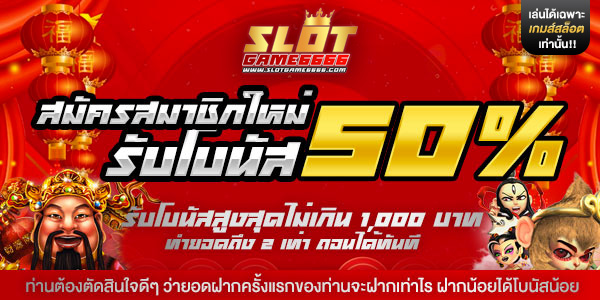 เล่นได้เฉพาะ
เกมส์สล็อต
เท่านั้น!!
SLOT
GAME6666
WWW.SLOTGAME6666.COM
สมัครสมาชิกใหม่
รับโบนัส 50%
รับโบนัสสูงสุดไม่เกิน 1,000 บาท
ทำยอดถึง 2 เท่า ถอนได้ทันที
ท่านต้องตัดสินใจดีๆ ว่ายอดฝากครั้งแรกของท่านจะฝากเท่าไร ฝากน้อยได้โบนัสน้อย
福
福